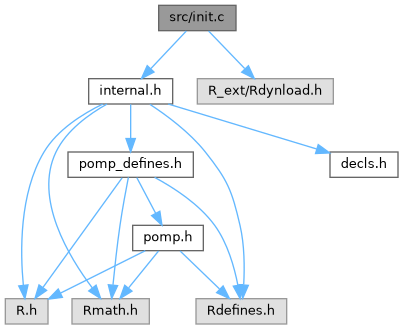 src/init.c
internal.h
R_ext/Rdynload.h
pomp_defines.h
decls.h
pomp.h
R.h
Rmath.h
Rdefines.h